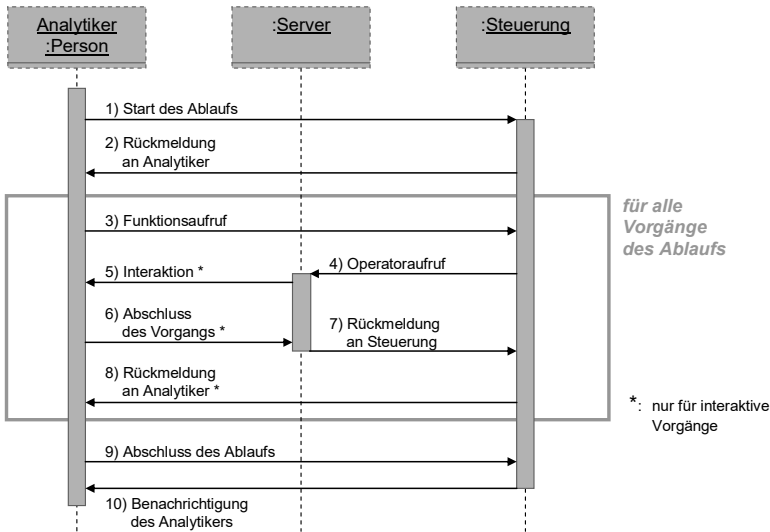 Analytiker
:Person
:Server
:Steuerung
1) Start des Ablaufs
2) Rückmeldung
an Analytiker
für alle
Vorgänge
des Ablaufs
3) Funktionsaufruf
4) Operatoraufruf
5) Interaktion *
6) Abschluss
des Vorgangs *
7) Rückmeldung
an Steuerung
8) Rückmeldung
an Analytiker *
*: nur für interaktive
Vorgänge
9) Abschluss des Ablaufs
10) Benachrichtigung
des Analytikers